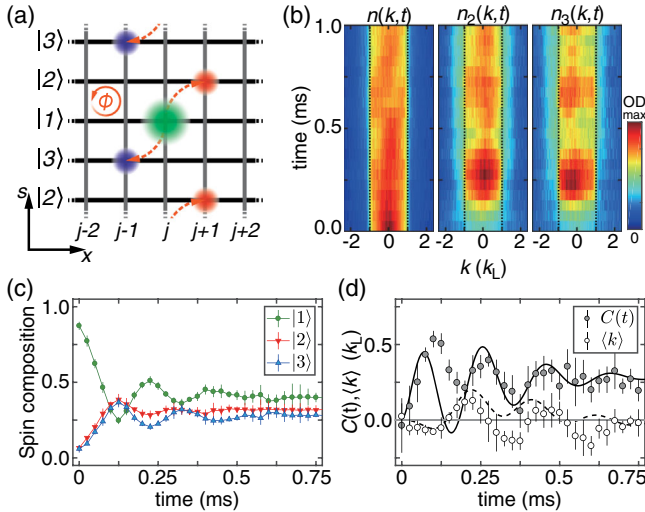 (a)
|3⟩
|2⟩
|1⟩
|3⟩
|2⟩
ϕ
s
x
j-2 j-1 j j+1 j+2
(b)
n(k,t) n₂(k,t) n₃(k,t)
time (ms)
1.0
0.5
0.0
-2 0 2 -2 0 2 -2 0 2
k (k_L)
OD
max
0
(c)
Spin composition
1.0
0.5
0.0
0 0.25 0.5 0.75
time (ms)
|1⟩
|2⟩
|3⟩
(d)
C(t),⟨k⟩ (k_L)
0.5
0.0
0 0.25 0.5 0.75
time (ms)
C(t)
⟨k⟩